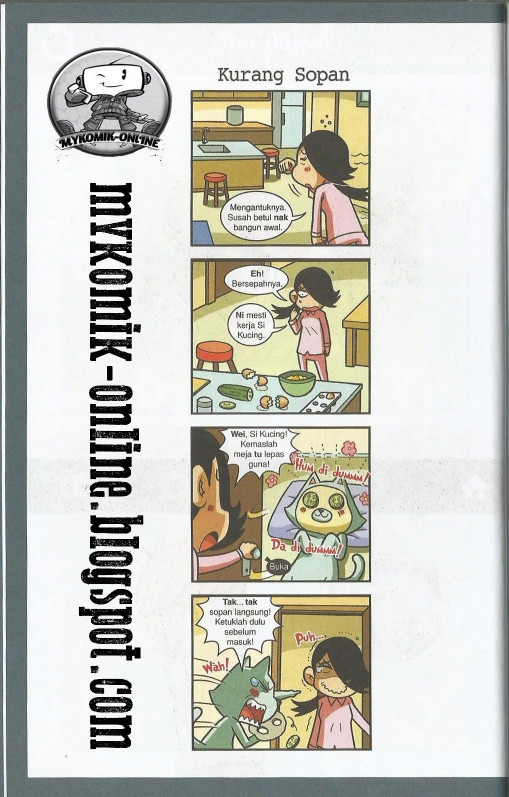 MYKOMIK-ONLINE
mykomik-online.blogspot.com
Kurang Sopan
Mengantuknya.
Susah betul nak
bangun awal.
Eh!
Bersepahnya.
Ni mesti
kerja Si
Kucing.
Wei, Si Kucing!
Kemaslah
meja tu lepas
guna!
HUM di dummm!
Da di dummm!
Buka
Tak... tak
sopan langsung!
Ketuklah dulu
sebelum
masuk!
Wah!
Puh...